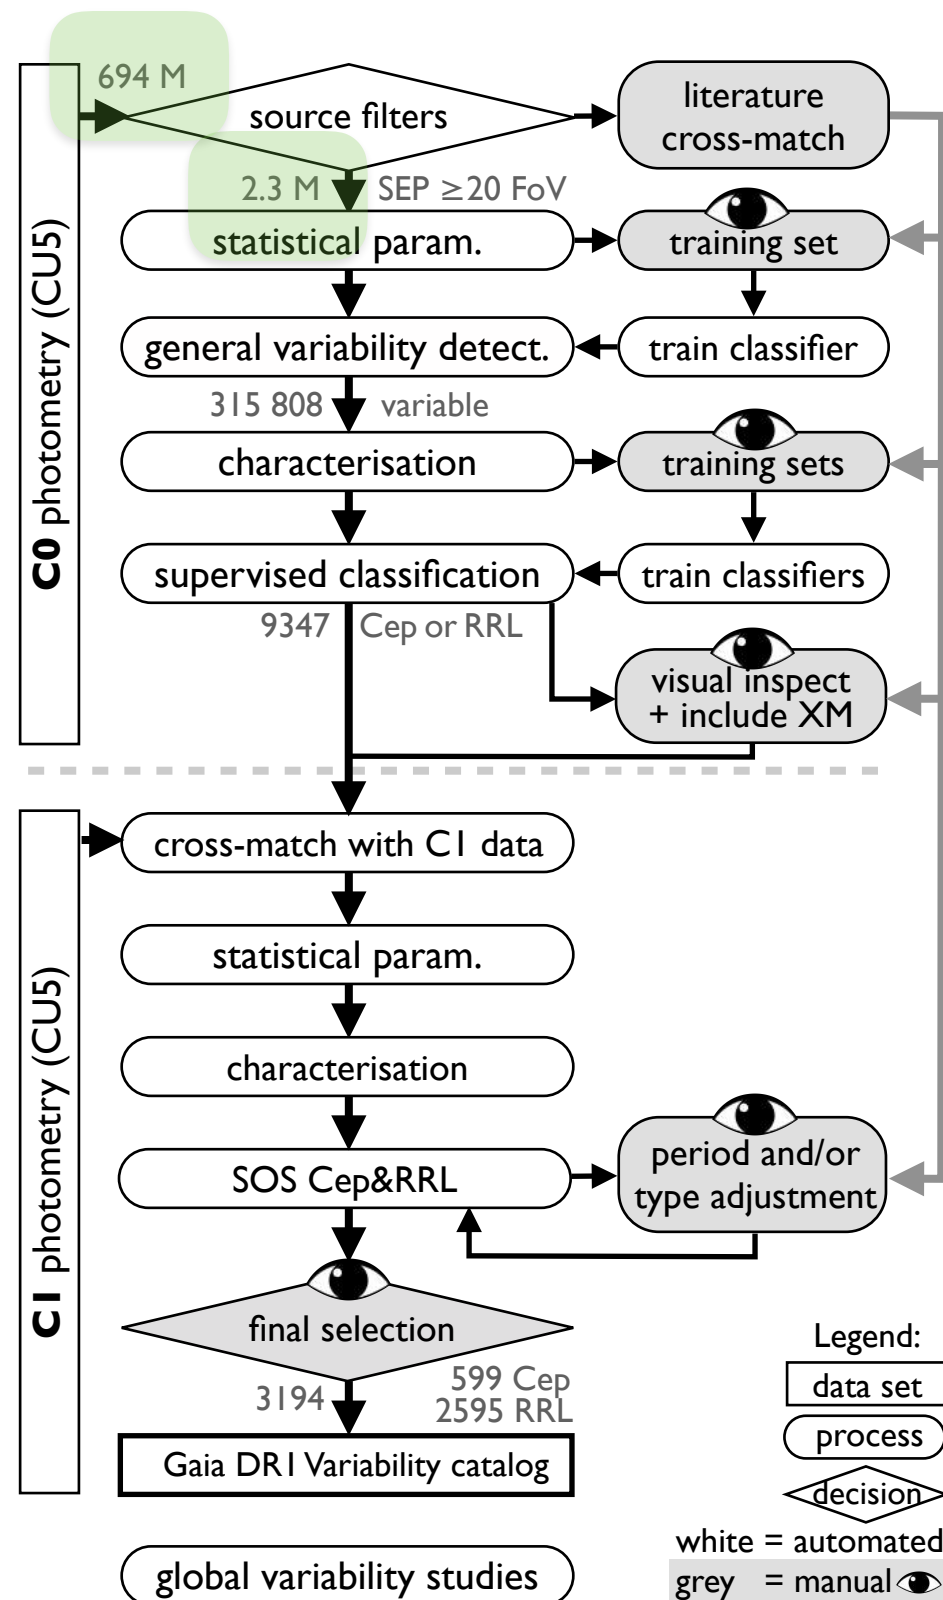 694 M
source filters
literature
cross-match
2.3 M
SEP ≥20 FoV
statistical param.
training set
general variability detect.
train classifier
315 808
variable
characterisation
training sets
supervised classification
train classifiers
9347
Cep or RRL
visual inspect
+ include XM
C0 photometry (CU5)
cross-match with C1 data
statistical param.
characterisation
SOS Cep&RRL
period and/or
type adjustment
final selection
3194
599 Cep
2595 RRL
Gaia DR1 Variability catalog
C1 photometry (CU5)
global variability studies
Legend:
data set
process
decision
white = automated
grey = manual